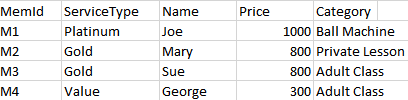 MemId ServiceType Name Price Category
M1 Platinum Joe 1000 Ball Machine
M2 Gold Mary 800 Private Lesson
M3 Gold Sue 800 Adult Class
M4 Value George 300 Adult Class